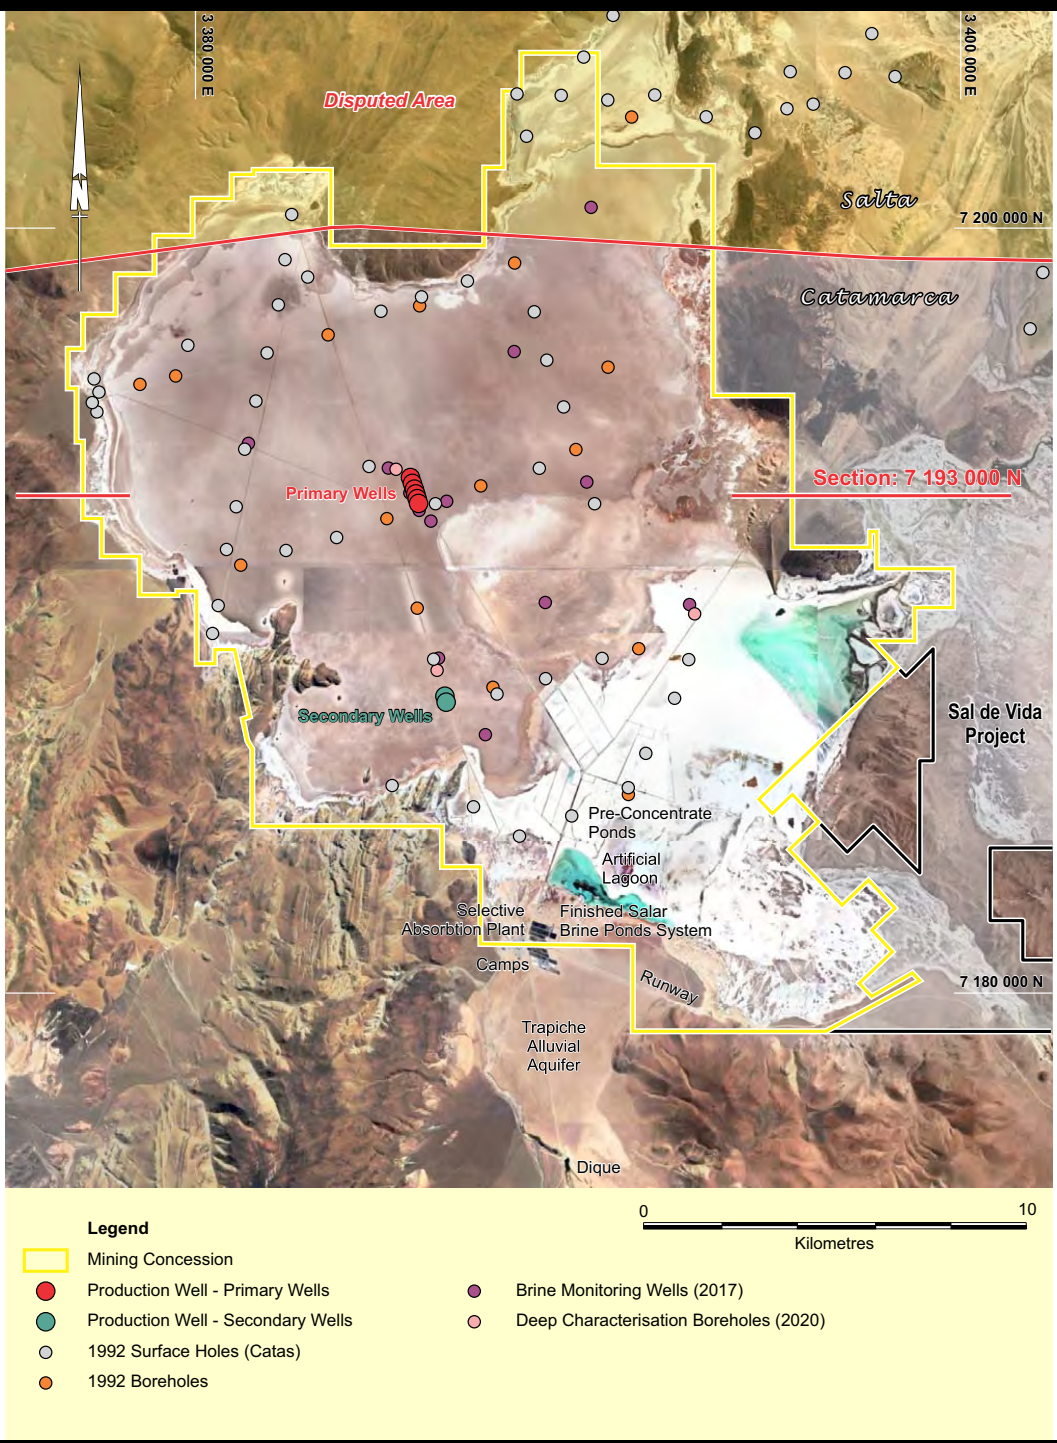 3 380 000 E
3 400 000 E
Disputed Area
N
Salta
7 200 000 N
Catamarca
Section: 7 193 000 N
Primary Wells
Secondary Wells
Sal de Vida
Project
Pre-Concentrate
Ponds
Artificial
Lagoon
Selective
Absorbtion Plant
Finished Salar
Brine Ponds System
Camps
Runway
7 180 000 N
Trapiche
Alluvial
Aquifer
Dique
0
10
Kilometres
Legend
Mining Concession
Production Well - Primary Wells
Production Well - Secondary Wells
1992 Surface Holes (Catas)
1992 Boreholes
Brine Monitoring Wells (2017)
Deep Characterisation Boreholes (2020)